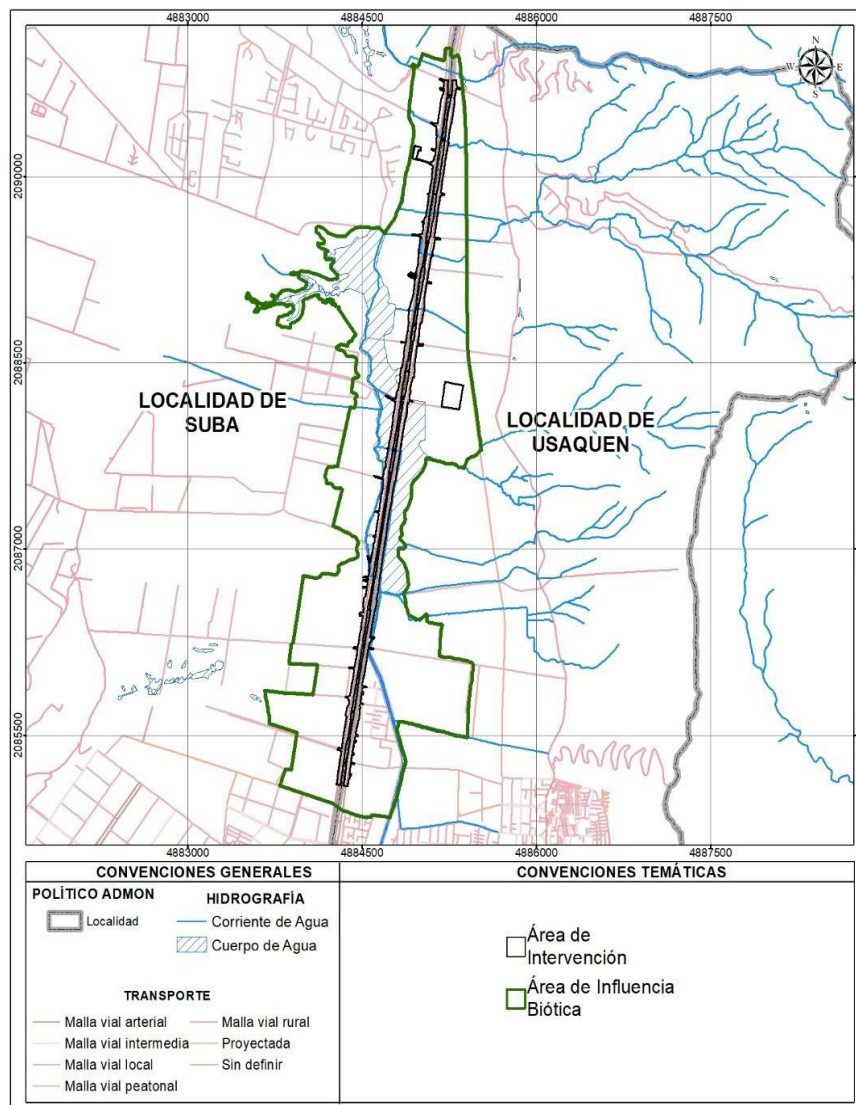 4883000
4884500
4886000
4887500
N
W
E
S
2090000
2088500
LOCALIDAD DE
SUBA
LOCALIDAD DE
USAQUEN
2087000
2085500
4883000
4884500
4886000
4887500
CONVENCIONES GENERALES
POLÍTICO ADMON
Localidad
HIDROGRAFÍA
Corriente de Agua
Cuerpo de Agua
TRANSPORTE
Malla vial arterial
Malla vial rural
Malla vial intermedia
Proyectada
Malla vial local
Sin definir
Malla vial peatonal
CONVENCIONES TEMÁTICAS
Área de
Intervención
Área de Influencia
Biótica